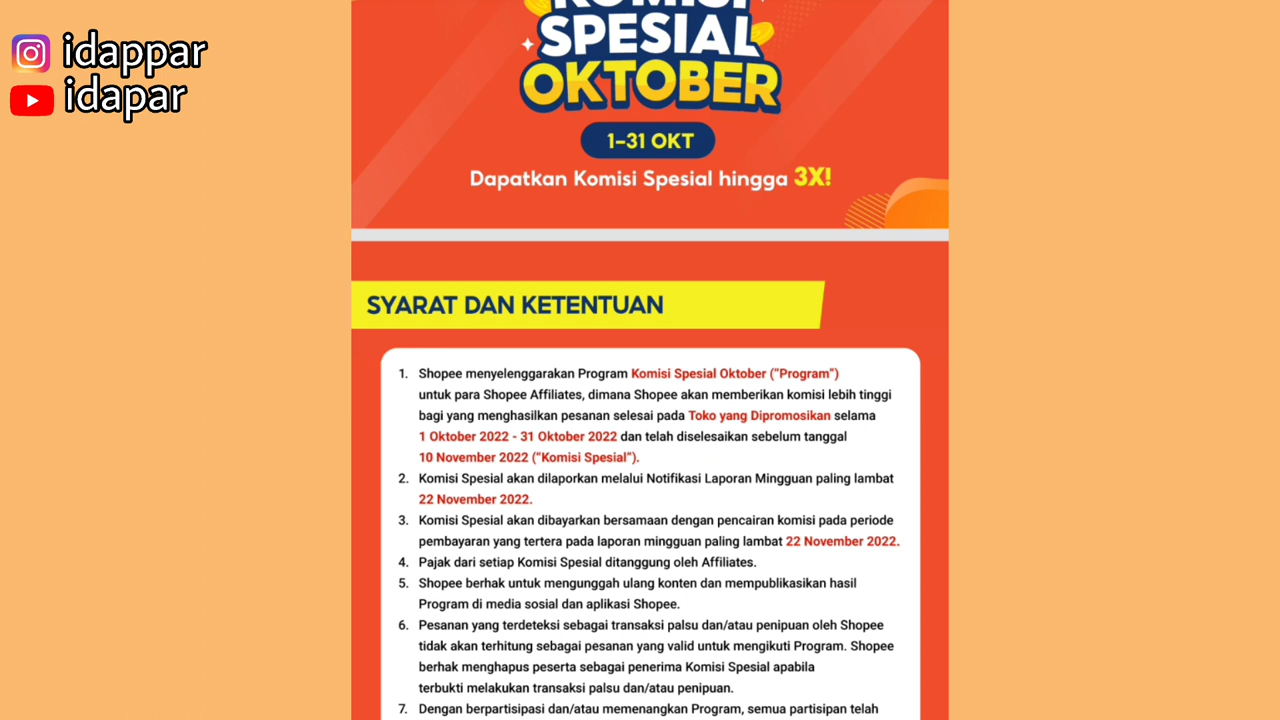 idappar
idapar
KOMISI
SPESIAL
OKTOBER
1-31 OKT
Dapatkan Komisi Spesial hingga 3X!
SYARAT DAN KETENTUAN
1. Shopee menyelenggarakan Program Komisi Spesial Oktober ("Program")
untuk para Shopee Affiliates, dimana Shopee akan memberikan komisi lebih tinggi
bagi yang menghasilkan pesanan selesai pada Toko yang Dipromosikan selama
1 Oktober 2022 - 31 Oktober 2022 dan telah diselesaikan sebelum tanggal
10 November 2022 ("Komisi Spesial").
2. Komisi Spesial akan dilaporkan melalui Notifikasi Laporan Mingguan paling lambat
22 November 2022.
3. Komisi Spesial akan dibayarkan bersamaan dengan pencairan komisi pada periode
pembayaran yang tertera pada laporan mingguan paling lambat 22 November 2022.
4. Pajak dari setiap Komisi Spesial ditanggung oleh Affiliates.
5. Shopee berhak untuk mengunggah ulang konten dan mempublikasikan hasil
Program di media sosial dan aplikasi Shopee.
6. Pesanan yang terdeteksi sebagai transaksi palsu dan/atau penipuan oleh Shopee
tidak akan terhitung sebagai pesanan yang valid untuk mengikuti Program. Shopee
berhak menghapus peserta sebagai penerima Komisi Spesial apabila
terbukti melakukan transaksi palsu dan/atau penipuan.
7. Dengan berpartisipasi dan/atau memenangkan Program, semua partisipan telah